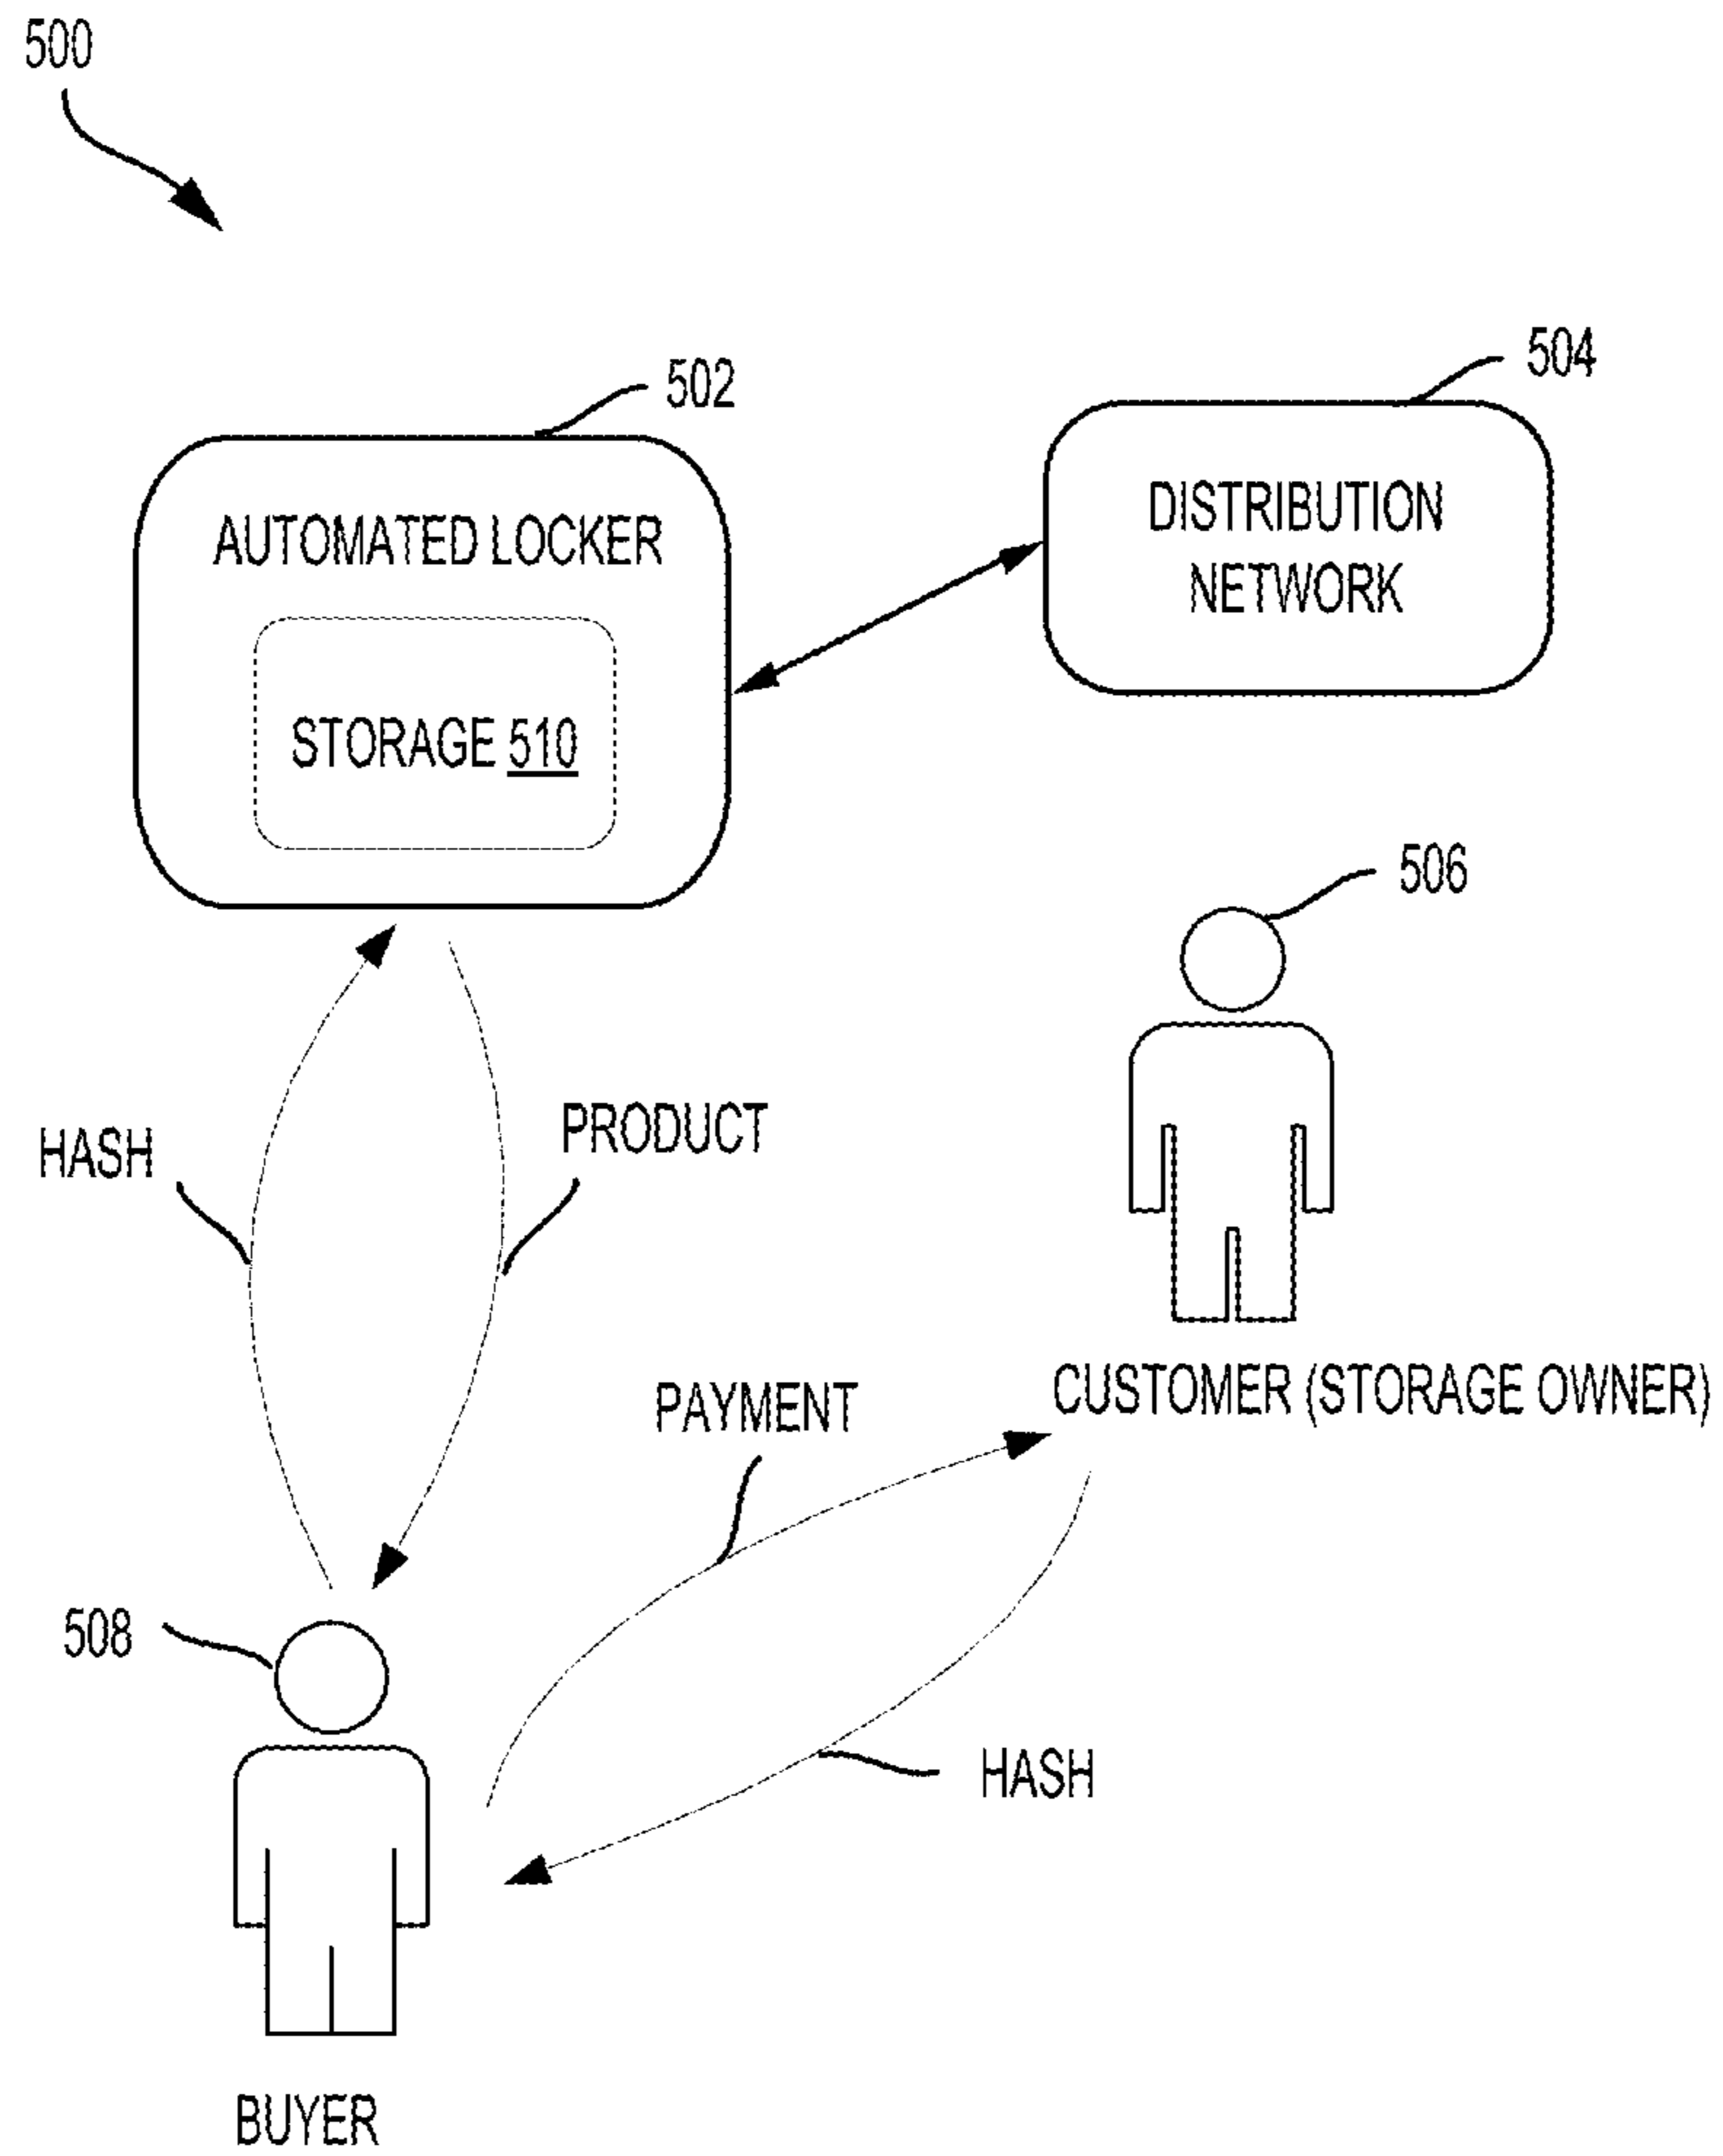 500
502
504
AUTOMATED LOCKER
DISTRIBUTION
NETWORK
STORAGE 510
506
HASH
PRODUCT
CUSTOMER (STORAGE OWNER)
PAYMENT
508
HASH
BUYER